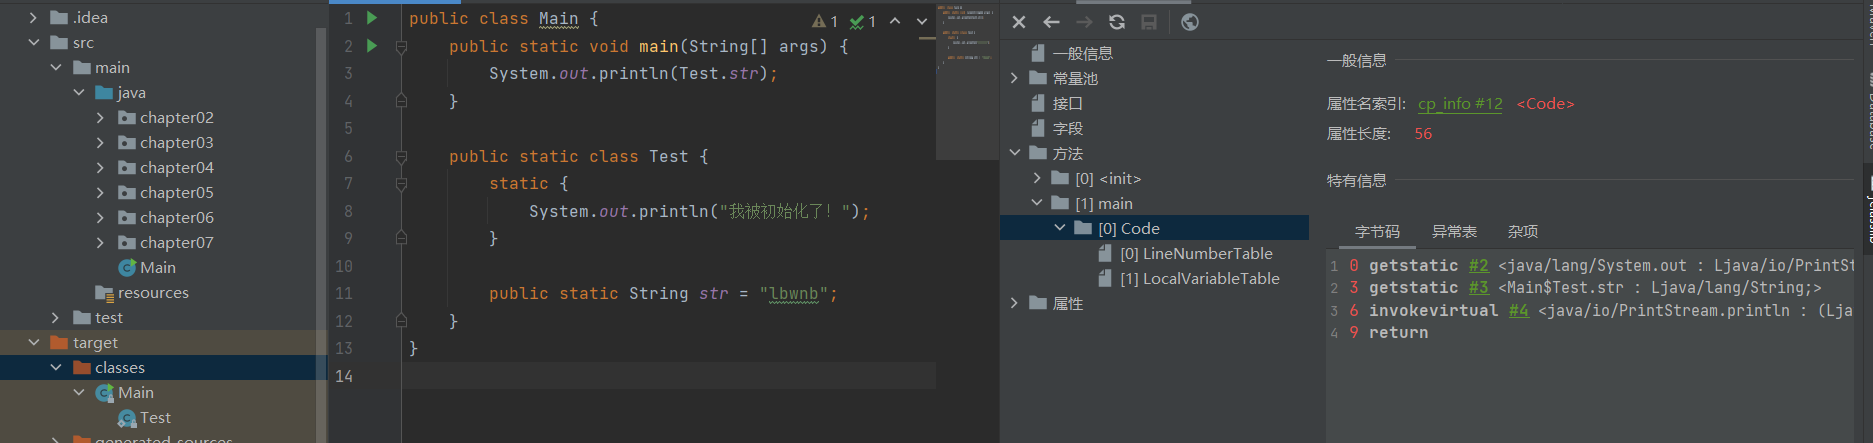 .idea
src
main
java
chapter02
chapter03
chapter04
chapter05
chapter06
chapter07
Main
resources
test
target
classes
Main
Test
generated-sources
1 public class Main {
2 public static void main(String[] args) {
3 System.out.println(Test.str);
4 }
5
6 public static class Test {
7 static {
8 System.out.println("我被初始化了！");
9 }
10
11 public static String str = "lbwnb";
12 }
13 }
14
1 1
一般信息
常量池
接口
字段
方法
[0] <init>
[1] main
[0] Code
[0] LineNumberTable
[1] LocalVariableTable
属性
一般信息
属性名索引: cp_info #12 <Code>
属性长度: 56
特有信息
字节码 异常表 杂项
1 0 getstatic #2 <java/lang/System.out : Ljava/io/PrintSt
2 3 getstatic #3 <Main$Test.str : Ljava/lang/String;>
3 6 invokevirtual #4 <java/io/PrintStream.println : (Lja
4 9 return